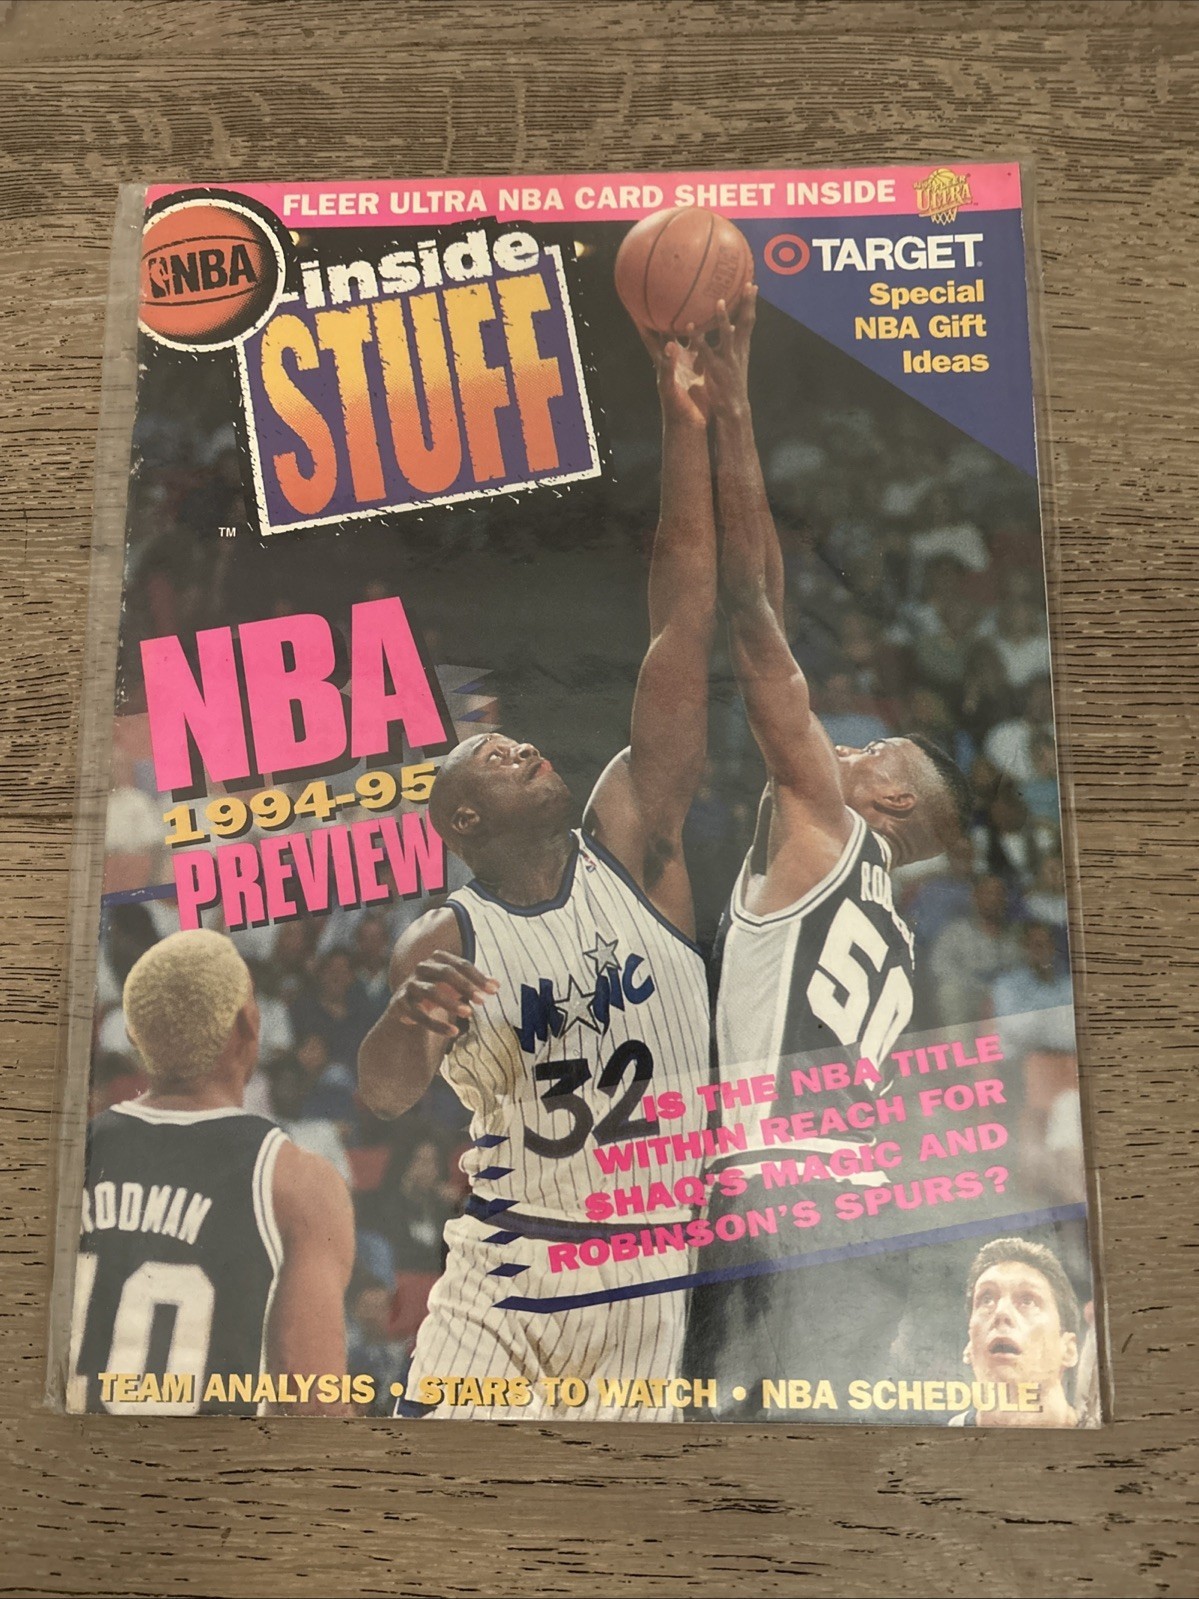 FLEER ULTRA NBA CARD SHEET INSIDE
ULTRA
NBA
inside
STUFF
TM
TARGET
Special
NBA Gift
Ideas
NBA
1994-95
PREVIEW
MAGIC
32
50
IS THE NBA TITLE
WITHIN REACH FOR
SHAQ'S MAGIC AND
ROBINSON'S SPURS?
RODMAN
10
TEAM ANALYSIS • STARS TO WATCH • NBA SCHEDULE